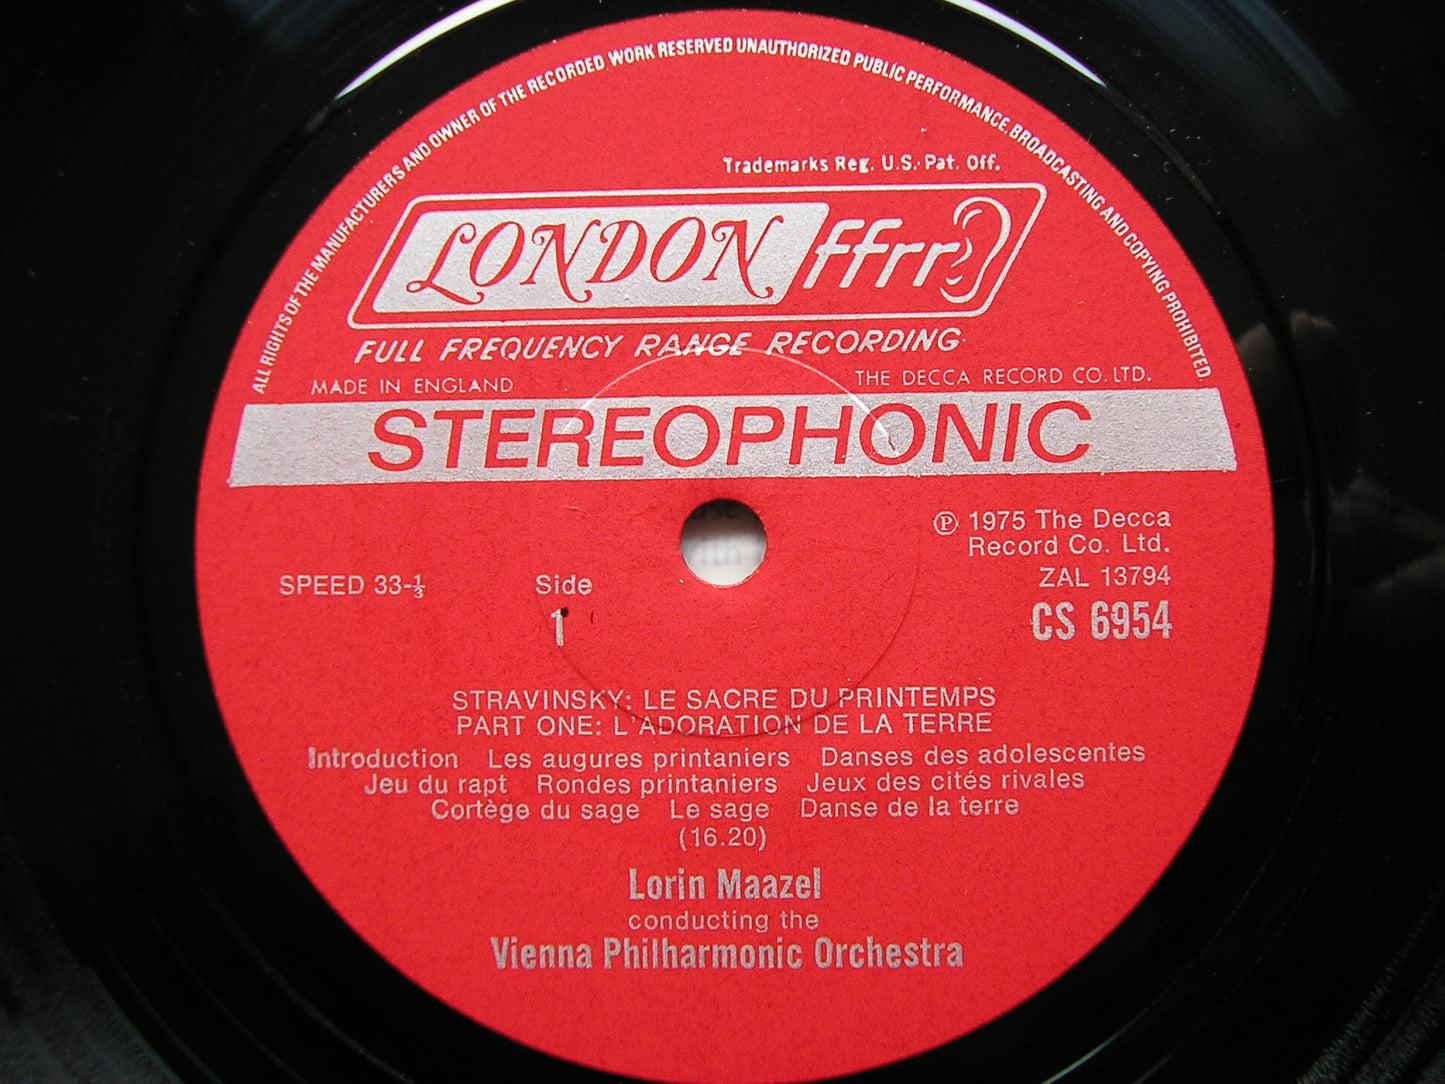 ALL RIGHTS OF THE MANUFACTURERS AND OWNER OF THE RECORDED WORK RESERVED UNAUTHORIZED PUBLIC PERFORMANCE, BROADCASTING AND COPYING PROHIBITED.
Trademarks Reg. U.S. Pat. Off.
LONDON ffrr
FULL FREQUENCY RANGE RECORDING
MADE IN ENGLAND
THE DECCA RECORD CO. LTD.
STEREOPHONIC
℗ 1975 The Decca
Record Co. Ltd.
ZAL 13794
CS 6954
SPEED 33-⅓
Side
1
STRAVINSKY: LE SACRE DU PRINTEMPS
PART ONE: L'ADORATION DE LA TERRE
Introduction Les augures printaniers Danses des adolescentes
Jeu du rapt Rondes printaniers Jeux des cités rivales
Cortège du sage Le sage Danse de la terre
(16.20)
Lorin Maazel
conducting the
Vienna Philharmonic Orchestra